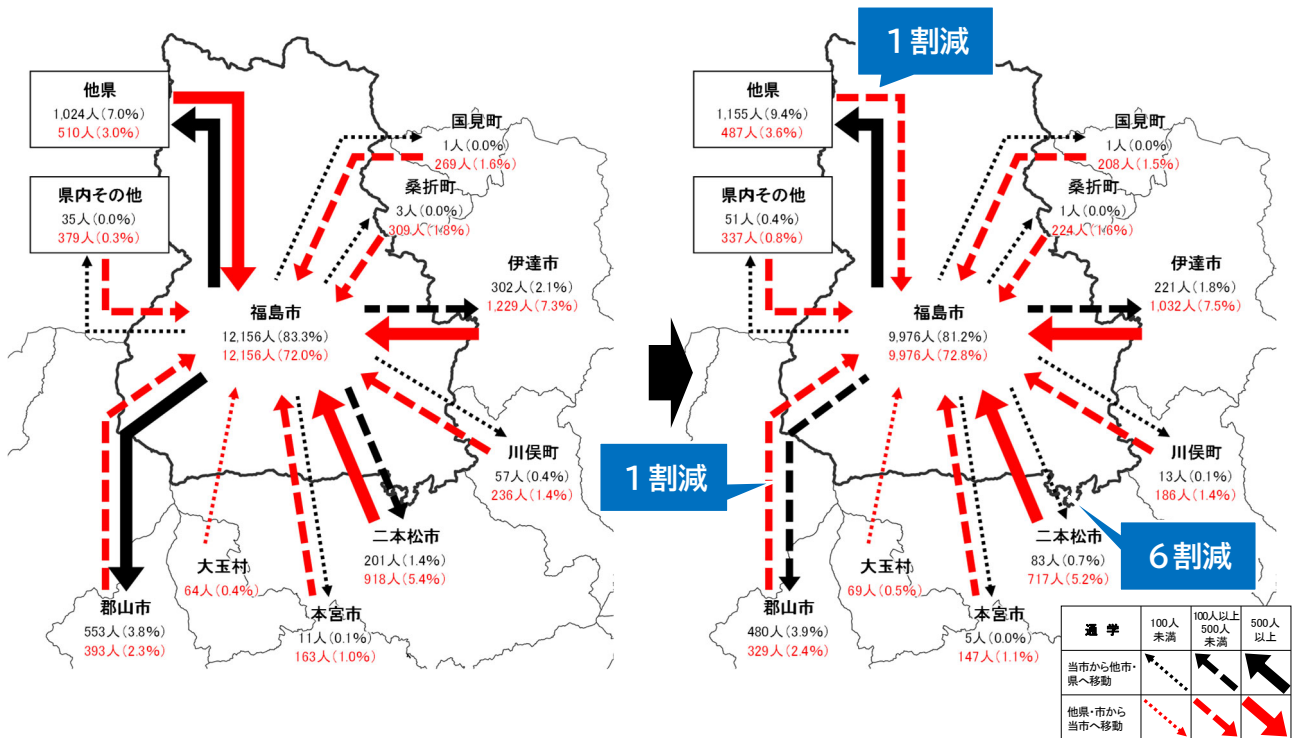 他県
1,024人(7.0%)
510人(3.0%)
県内その他
35人(0.0%)
379人(0.3%)
国見町
1人(0.0%)
269人(1.6%)
桑折町
3人(0.0%)
309人(1.8%)
伊達市
302人(2.1%)
1,229人(7.3%)
福島市
12,156人(83.3%)
12,156人(72.0%)
川俣町
57人(0.4%)
236人(1.4%)
二本松市
201人(1.4%)
918人(5.4%)
大玉村
64人(0.4%)
本宮市
11人(0.1%)
163人(1.0%)
郡山市
553人(3.8%)
393人(2.3%)
１割減
他県
1,155人(9.4%)
487人(3.6%)
県内その他
51人(0.4%)
337人(0.8%)
国見町
1人(0.0%)
208人(1.5%)
桑折町
1人(0.0%)
224人(1.6%)
伊達市
221人(1.8%)
1,032人(7.5%)
福島市
9,976人(81.2%)
9,976人(72.8%)
川俣町
13人(0.1%)
186人(1.4%)
１割減
６割減
二本松市
83人(0.7%)
717人(5.2%)
大玉村
69人(0.5%)
本宮市
5人(0.0%)
147人(1.1%)
郡山市
480人(3.9%)
329人(2.4%)
通学
100人
未満
100人以上
500人
未満
500人
以上
当市から他市・
県へ移動
他県・市から
当市へ移動